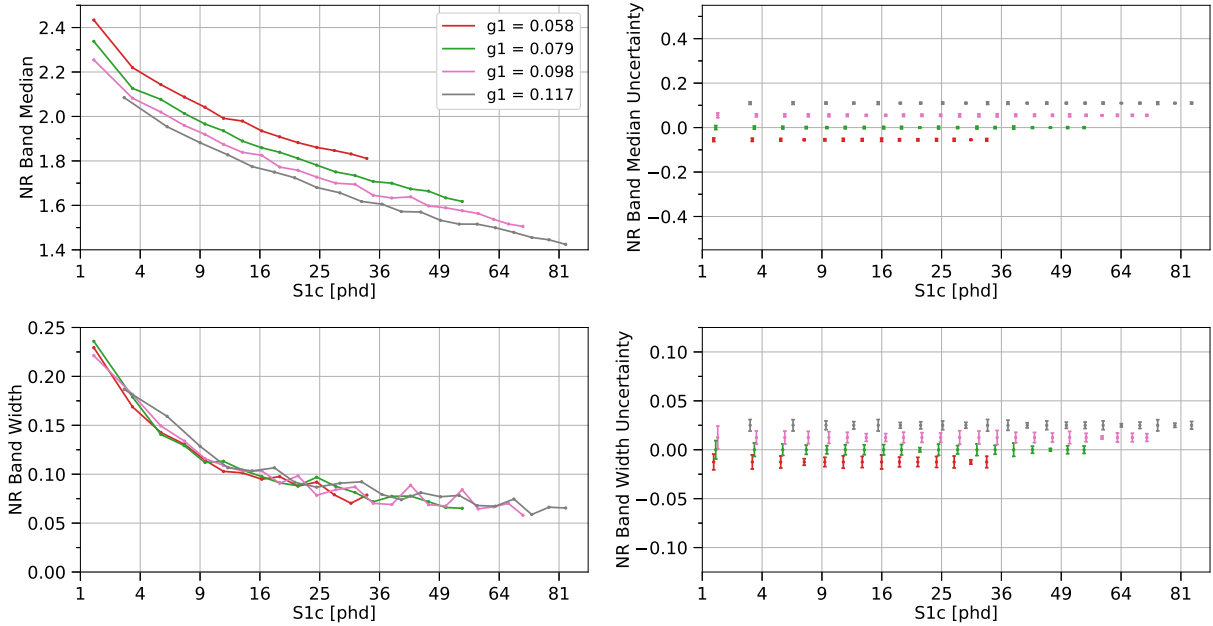 NR Band Median
2.4
2.2
2.0
1.8
1.6
1.4
g1 = 0.058
g1 = 0.079
g1 = 0.098
g1 = 0.117
1 4 9 16 25 36 49 64 81
S1c [phd]
NR Band Median Uncertainty
0.4
0.2
0.0
−0.2
−0.4
1 4 9 16 25 36 49 64 81
S1c [phd]
NR Band Width
0.25
0.20
0.15
0.10
0.05
0.00
1 4 9 16 25 36 49 64 81
S1c [phd]
NR Band Width Uncertainty
0.10
0.05
0.00
−0.05
−0.10
1 4 9 16 25 36 49 64 81
S1c [phd]